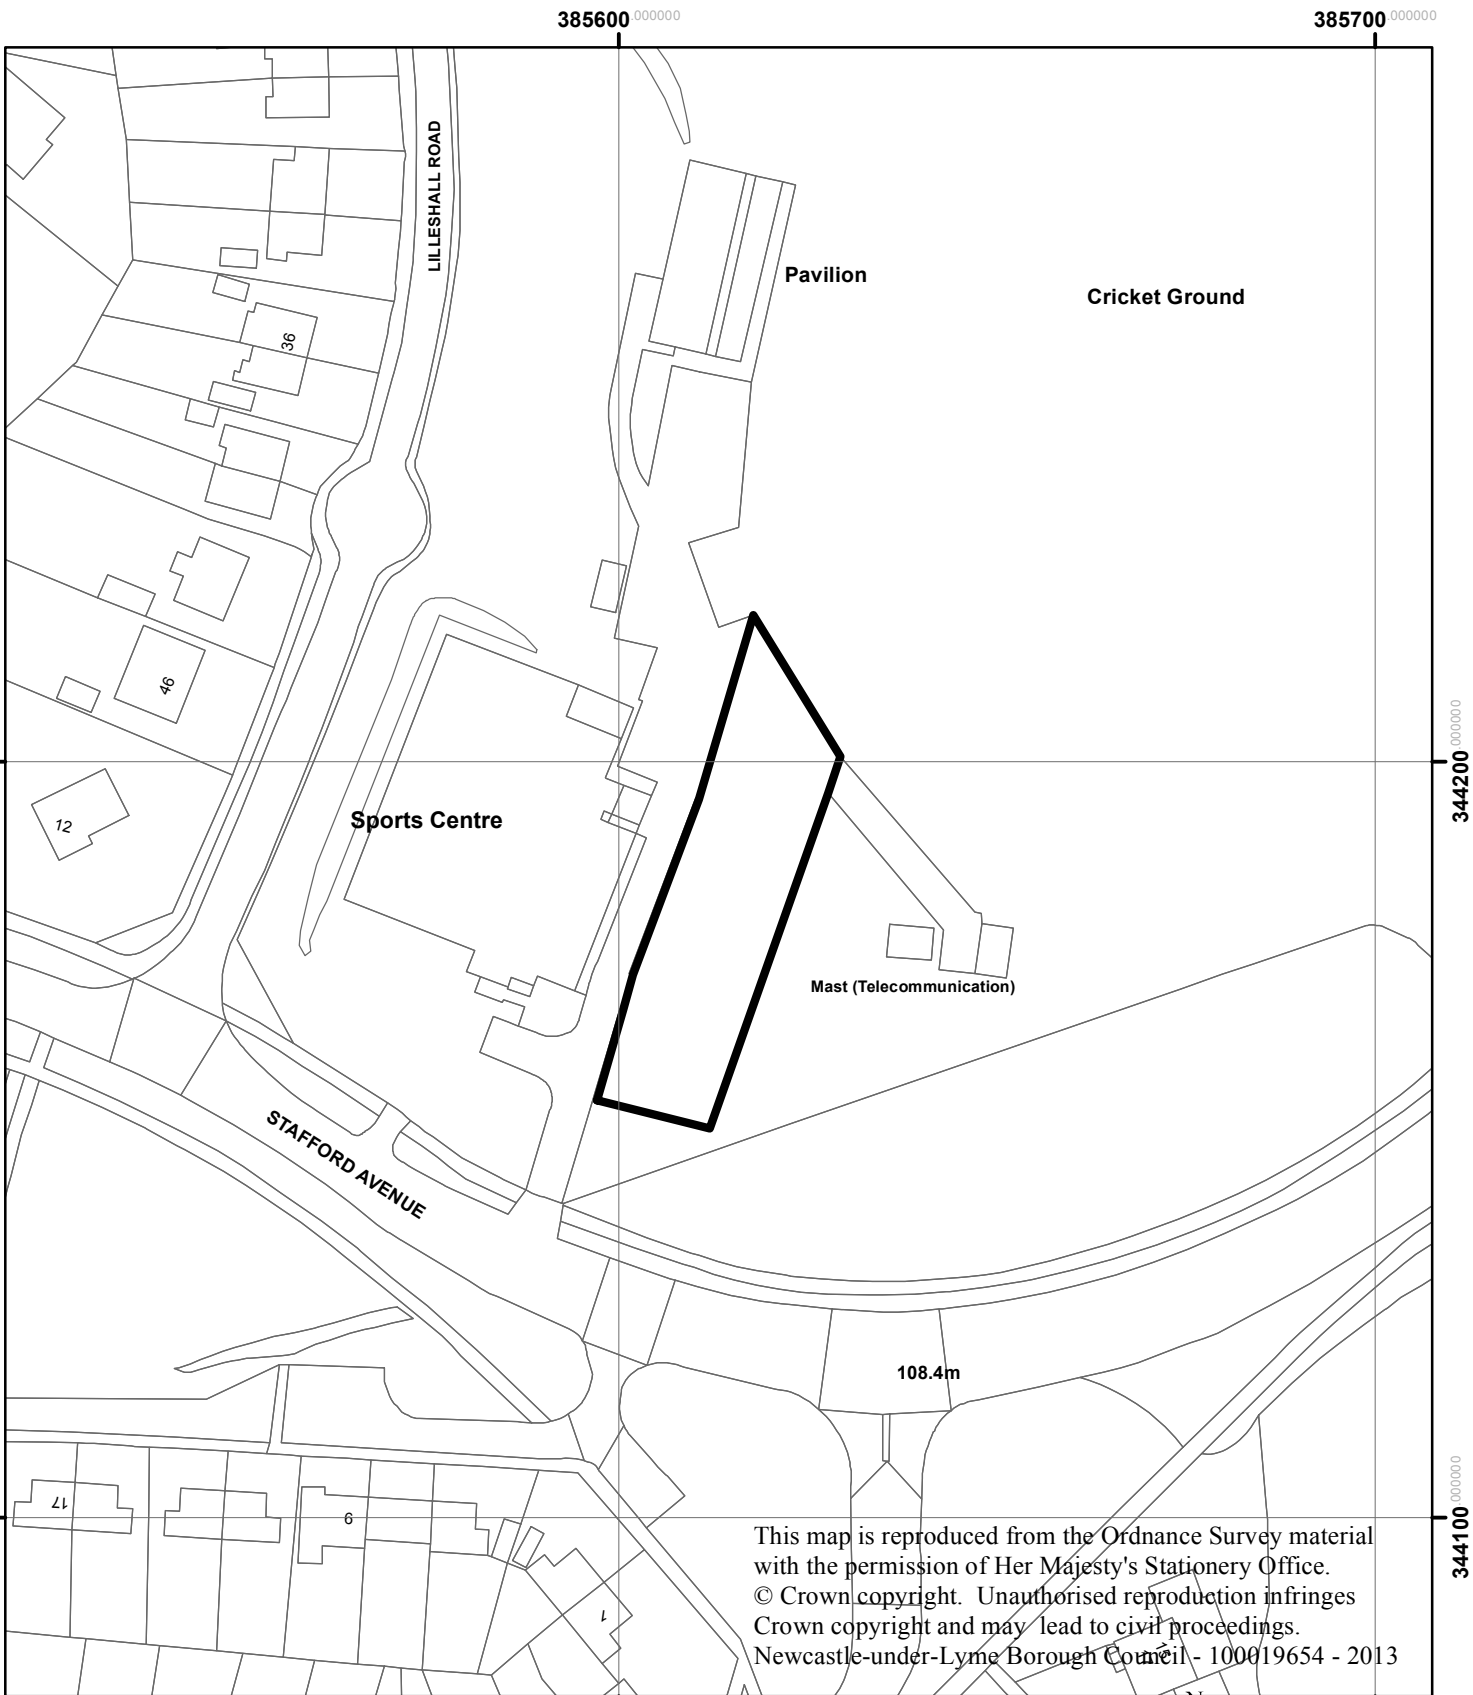 385600.000000
385700.000000
LILLESHALL ROAD
Pavilion
Cricket Ground
36
46
344200.000000
12
Sports Centre
Mast (Telecommunication)
STAFFORD AVENUE
108.4m
17
9
1
344100.000000
This map is reproduced from the Ordnance Survey material
with the permission of Her Majesty's Stationery Office.
© Crown copyright.  Unauthorised reproduction infringes
Crown copyright and may  lead to civil proceedings.
Newcastle-under-Lyme Borough Council - 100019654 - 2013